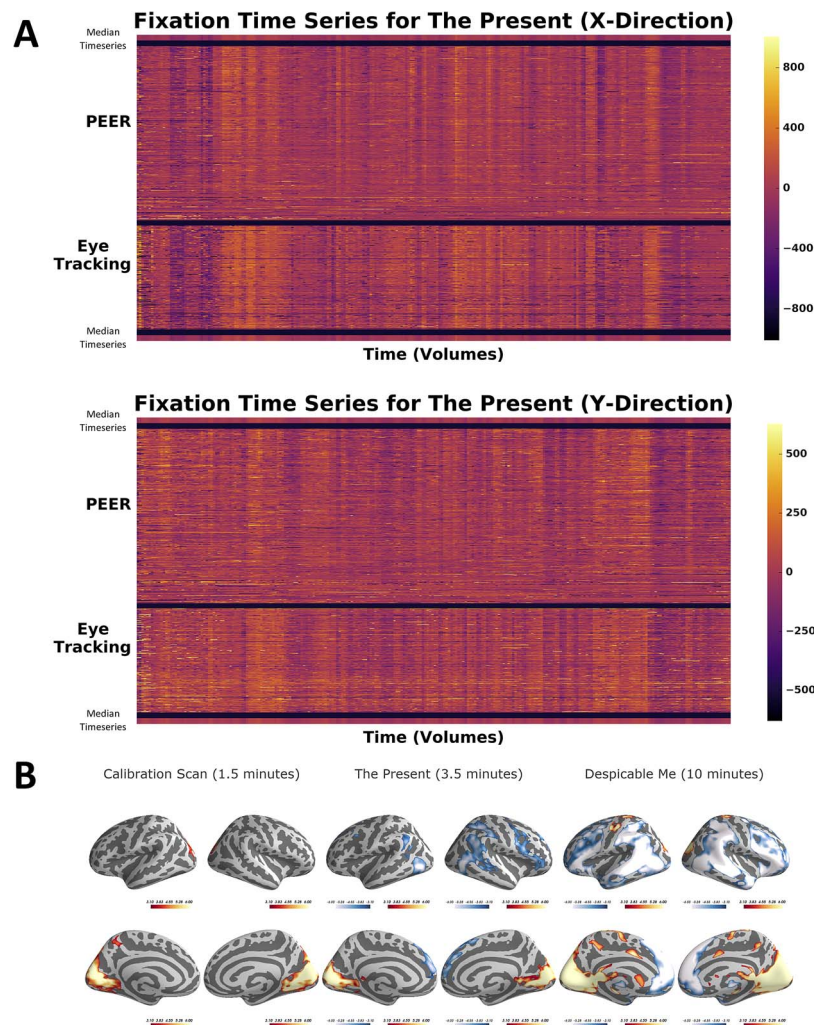 A
Fixation Time Series for The Present (X-Direction)
Median
Timeseries
PEER
Eye
Tracking
Median
Timeseries
Time (Volumes)
800
400
0
−400
−800
Fixation Time Series for The Present (Y-Direction)
Median
Timeseries
PEER
Eye
Tracking
Median
Timeseries
Time (Volumes)
500
250
0
−250
−500
B
Calibration Scan (1.5 minutes)
The Present (3.5 minutes)
Despicable Me (10 minutes)